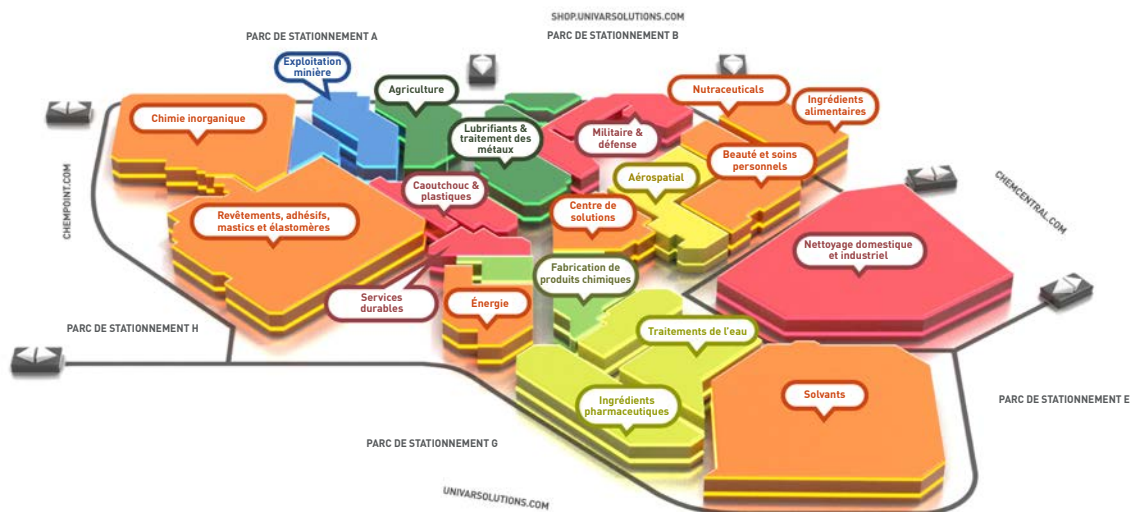 SHOP.UNIVARSOLUTIONS.COM
PARC DE STATIONNEMENT A
PARC DE STATIONNEMENT B
Exploitation
minière
Agriculture
Nutraceuticals
Ingrédients
alimentaires
Chimie inorganique
Lubrifiants &
traitement des
métaux
Militaire &
défense
Beauté et soins
personnels
Aérospatial
CHEMPOINT.COM
CHEMCENTRAL.COM
Caoutchouc &
plastiques
Revêtements, adhésifs,
mastics et élastomères
Centre de
solutions
Nettoyage domestique
et industriel
Fabrication de
produits chimiques
Services
durables
Énergie
PARC DE STATIONNEMENT H
Traitements de l'eau
Solvants
PARC DE STATIONNEMENT E
Ingrédients
pharmaceutiques
PARC DE STATIONNEMENT G
UNIVARSOLUTIONS.COM